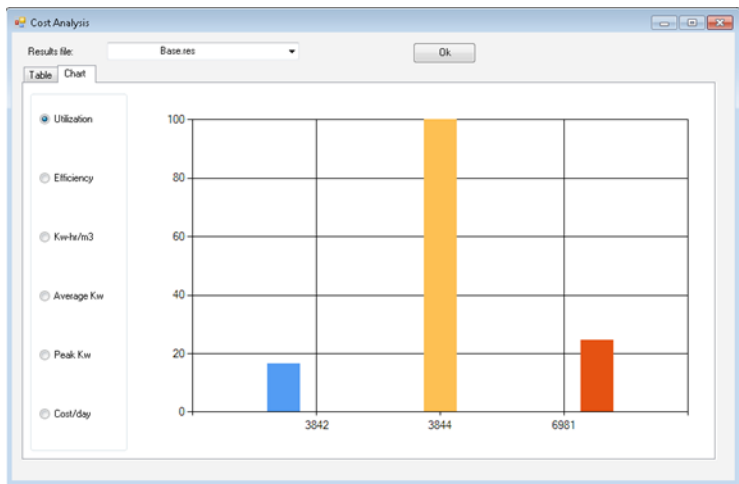 Cost Analysis
Results file:
Base.res
Ok
Table
Chart
Utilization
Efficiency
Kw-hr/m3
Average Kw
Peak Kw
Cost/day
100
80
60
40
20
0
3842
3844
6981